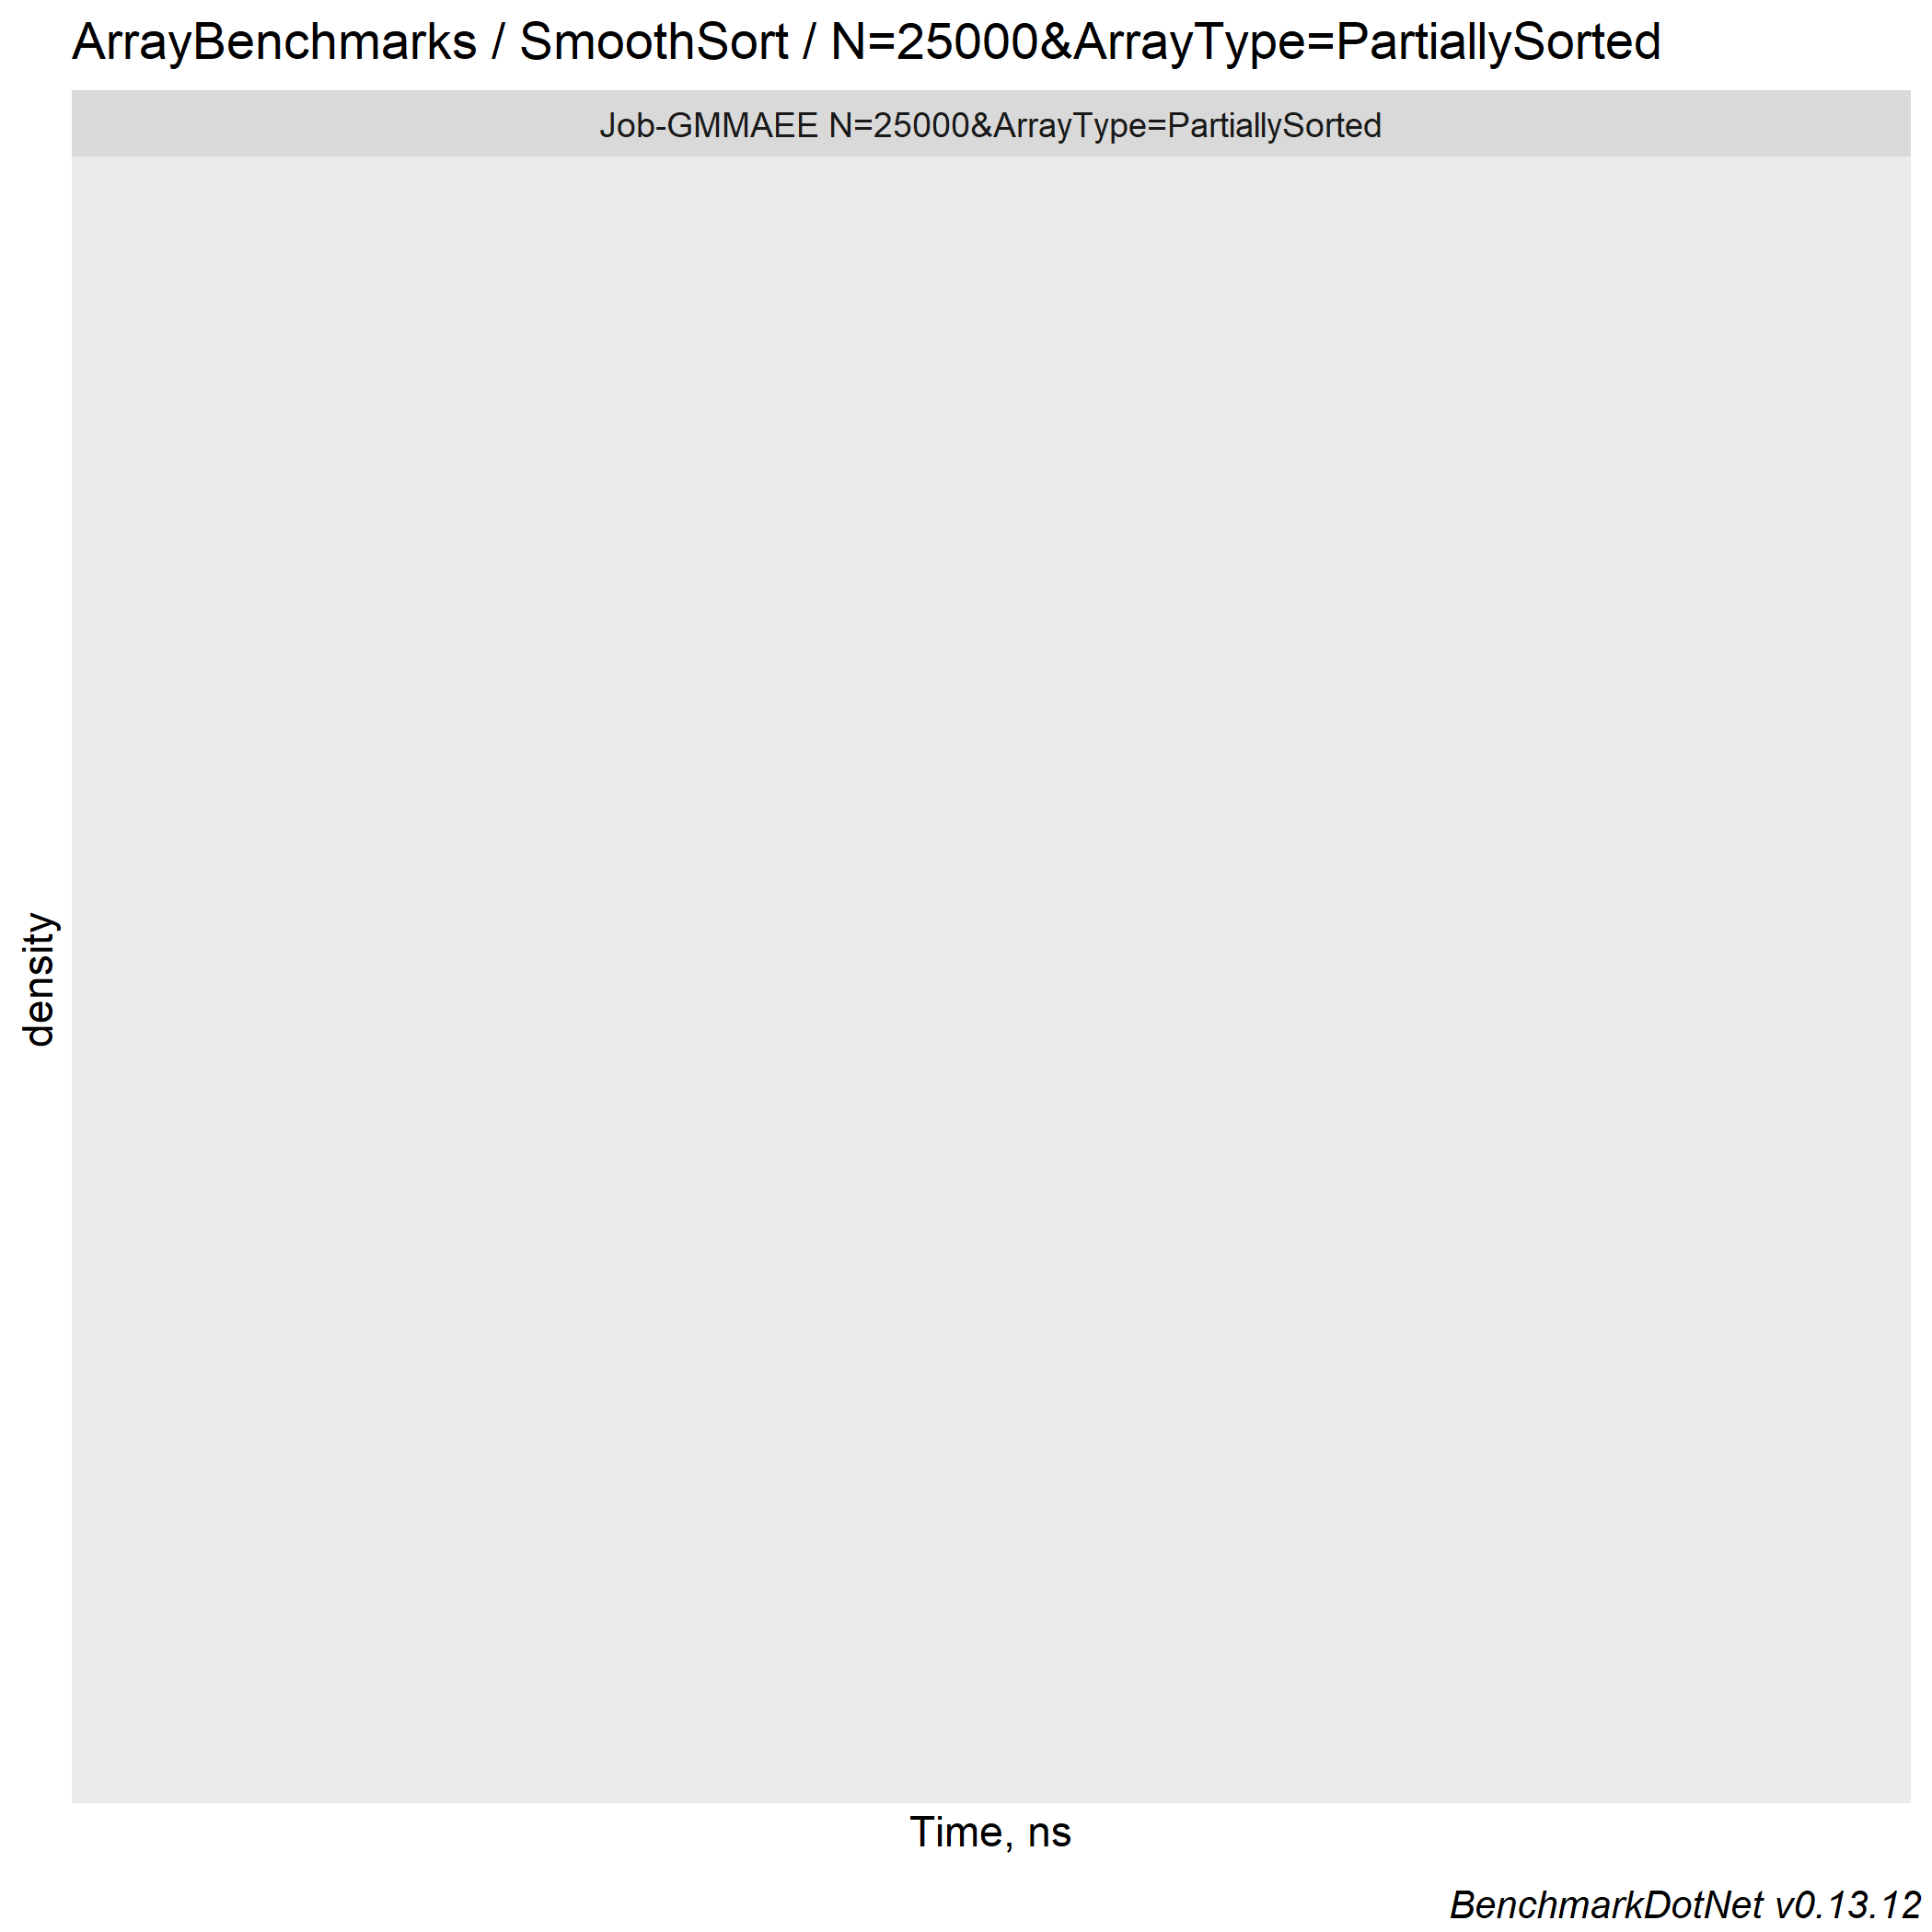 ArrayBenchmarks / SmoothSort / N=25000&ArrayType=PartiallySorted
Job-GMMAEE N=25000&ArrayType=PartiallySorted
density
Time, ns
BenchmarkDotNet v0.13.12